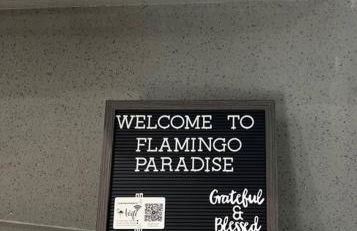 WELCOME TO
FLAMINGO
PARADISE
Grateful
&
Blessed